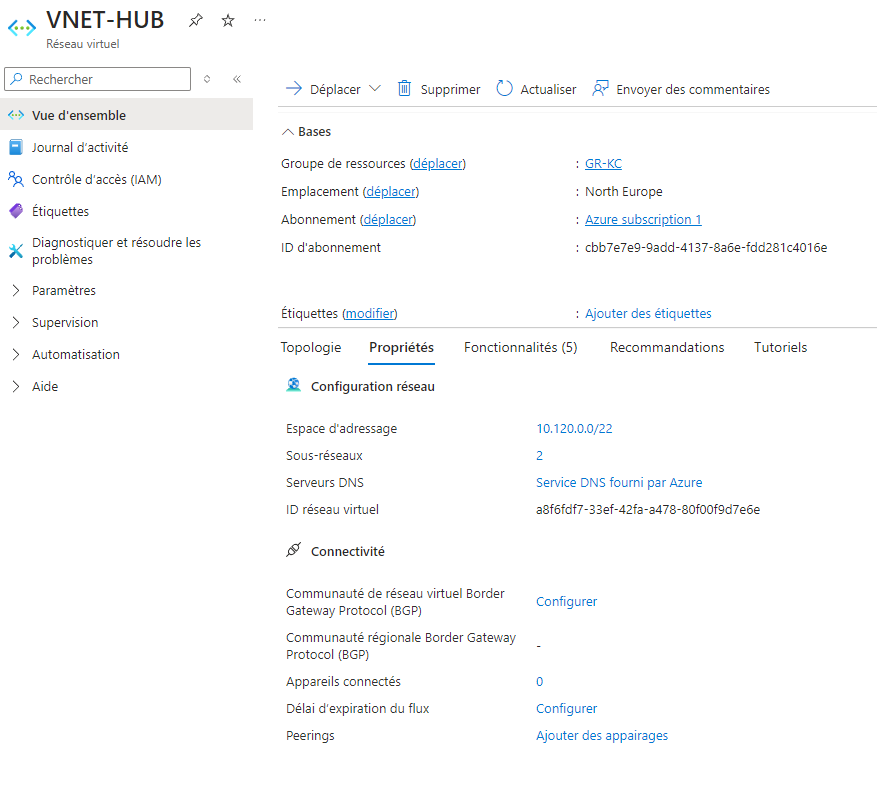 VNET-HUB
Réseau virtuel
Rechercher
Vue d'ensemble
Journal d'activité
Contrôle d'accès (IAM)
Étiquettes
Diagnostiquer et résoudre les
problèmes
Paramètres
Supervision
Automatisation
Aide
Déplacer Supprimer Actualiser Envoyer des commentaires
Bases
Groupe de ressources (déplacer) : GR-KC
Emplacement (déplacer) : North Europe
Abonnement (déplacer) : Azure subscription 1
ID d'abonnement : cbb7e7e9-9add-4137-8a6e-fdd281c4016e
Étiquettes (modifier) : Ajouter des étiquettes
Topologie Propriétés Fonctionnalités (5) Recommandations Tutoriels
Configuration réseau
Espace d'adressage 10.120.0.0/22
Sous-réseaux 2
Serveurs DNS Service DNS fourni par Azure
ID réseau virtuel a8f6fdf7-33ef-42fa-a478-80f00f9d7e6e
Connectivité
Communauté de réseau virtuel Border
Gateway Protocol (BGP) Configurer
Communauté régionale Border Gateway
Protocol (BGP) -
Appareils connectés 0
Délai d'expiration du flux Configurer
Peerings Ajouter des appairages